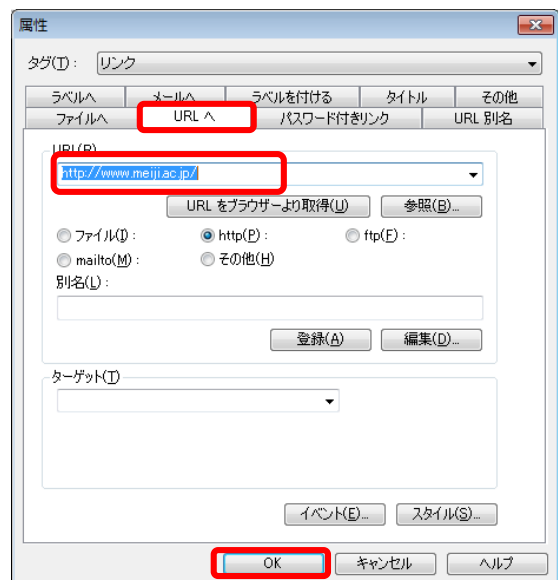 属性
タグ(T)： リンク
ラベルへ メールへ ラベルを付ける タイトル その他
ファイルへ URL へ パスワード付きリンク URL 別名
URL(R)
http://www.meiji.ac.jp/
URL をブラウザーより取得(U) 参照(B)...
ファイル(I)： http(P)： ftp(F)：
mailto(M)： その他(H)
別名(L)：
登録(A) 編集(D)...
ターゲット(T)
イベント(E)... スタイル(S)...
OK キャンセル ヘルプ